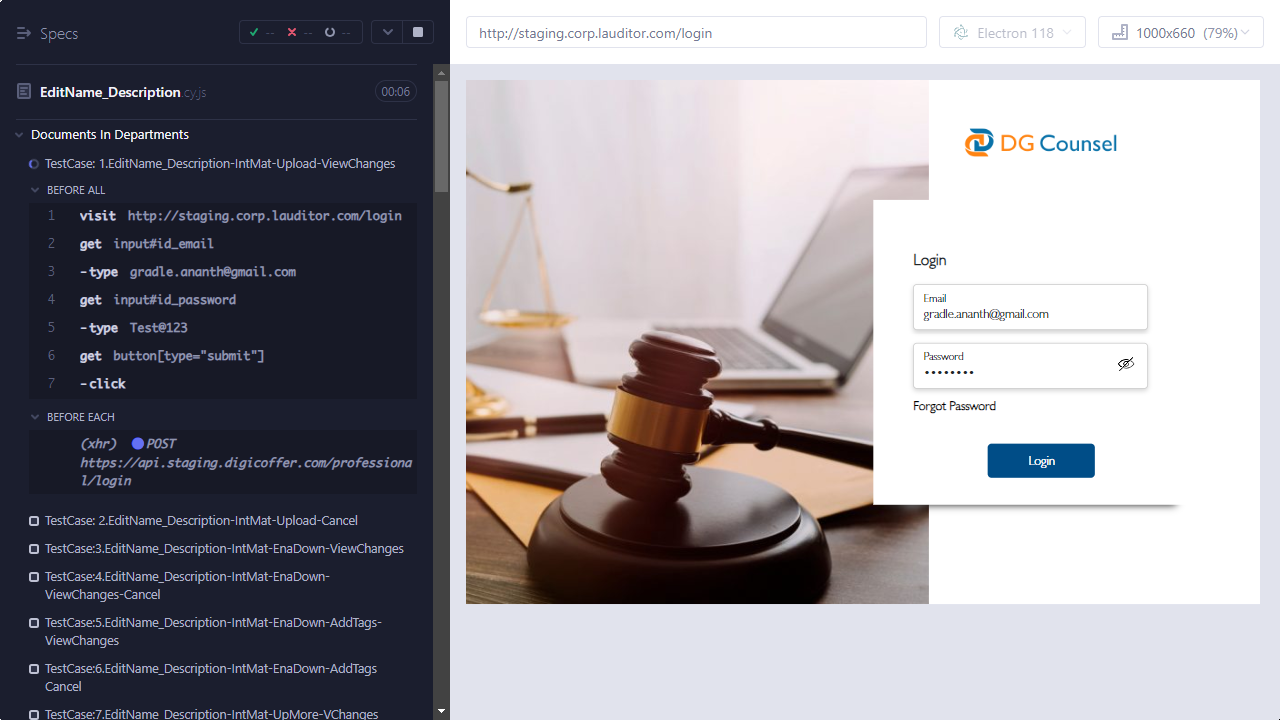 Specs
--
--
--
EditName_Description.cy.js
00:06
Documents In Departments
TestCase: 1.EditName_Description-IntMat-Upload-ViewChanges
BEFORE ALL
1 visit http://staging.corp.lauditor.com/login
2 get input#id_email
3 -type gradle.ananth@gmail.com
4 get input#id_password
5 -type Test@123
6 get button[type="submit"]
7 -click
BEFORE EACH
(xhr) POST
https://api.staging.digicoffer.com/professiona
l/login
TestCase: 2.EditName_Description-IntMat-Upload-Cancel
TestCase:3.EditName_Description-IntMat-EnaDown-ViewChanges
TestCase:4.EditName_Description-IntMat-EnaDown-
ViewChanges-Cancel
TestCase:5.EditName_Description-IntMat-EnaDown-AddTags-
ViewChanges
TestCase:6.EditName_Description-IntMat-EnaDown-AddTags
Cancel
TestCase:7.EditName_Description-IntMat-UpMore-VChanges
http://staging.corp.lauditor.com/login
Electron 118
1000x660 (79%)
DG Counsel
Login
Email
gradle.ananth@gmail.com
Password
••••••••
Forgot Password
Login